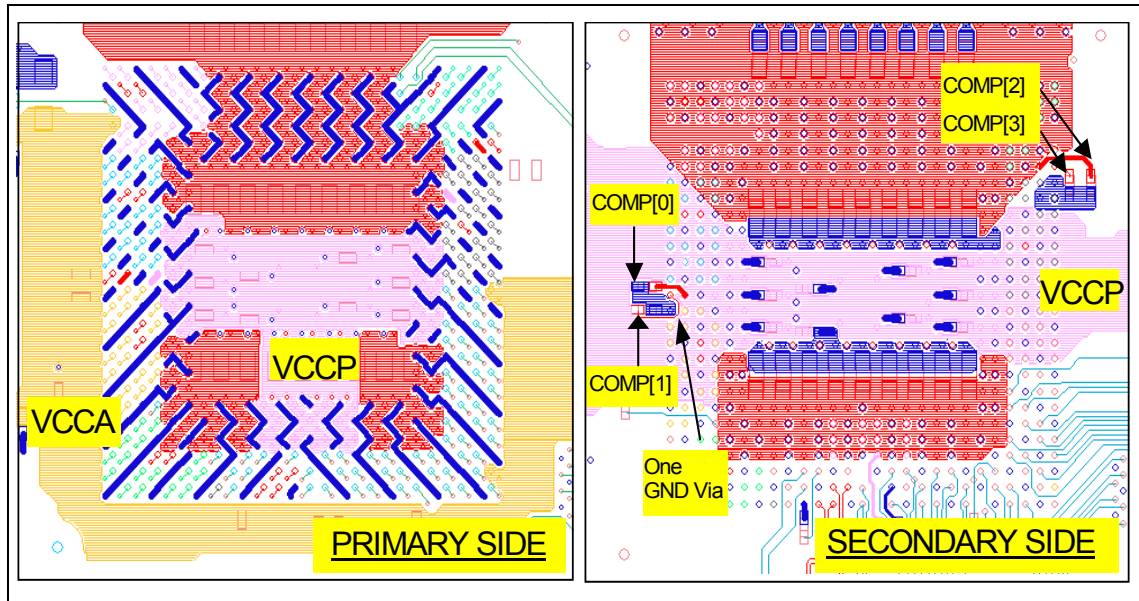 VCCP
VCCA
PRIMARY SIDE
COMP[2]
COMP[3]
COMP[0]
VCCP
COMP[1]
One
GND Via
SECONDARY SIDE